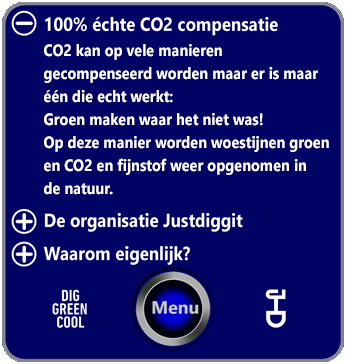 100% échte CO2 compensatie
CO2 kan op vele manieren
gecompenseerd worden maar er is maar
één die echt werkt:
Groen maken waar het niet was!
Op deze manier worden woestijnen groen
en CO2 en fijnstof weer opgenomen in
de natuur.
De organisatie Justdiggit
Waarom eigenlijk?
DIG
GREEN
COOL
Menu